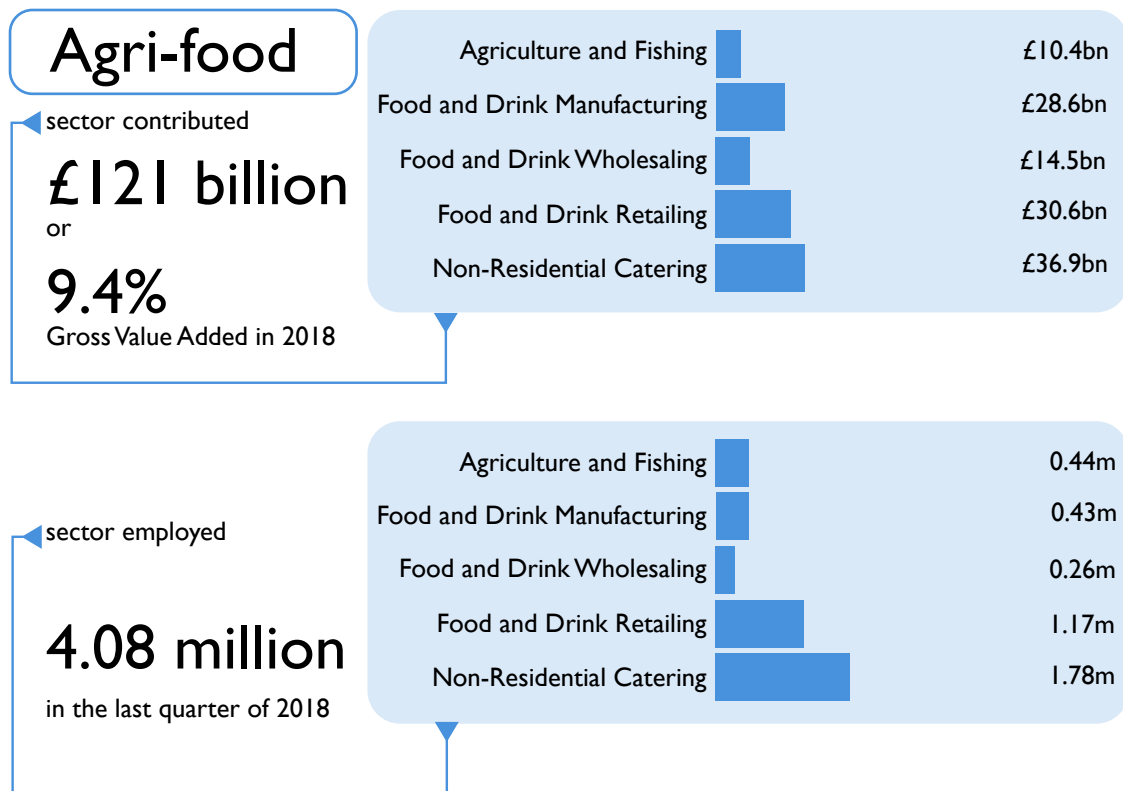 Agri-food
sector contributed
£121 billion
or
9.4%
Gross Value Added in 2018
Agriculture and Fishing £10.4bn
Food and Drink Manufacturing £28.6bn
Food and Drink Wholesaling £14.5bn
Food and Drink Retailing £30.6bn
Non-Residential Catering £36.9bn
sector employed
4.08 million
in the last quarter of 2018
Agriculture and Fishing 0.44m
Food and Drink Manufacturing 0.43m
Food and Drink Wholesaling 0.26m
Food and Drink Retailing 1.17m
Non-Residential Catering 1.78m